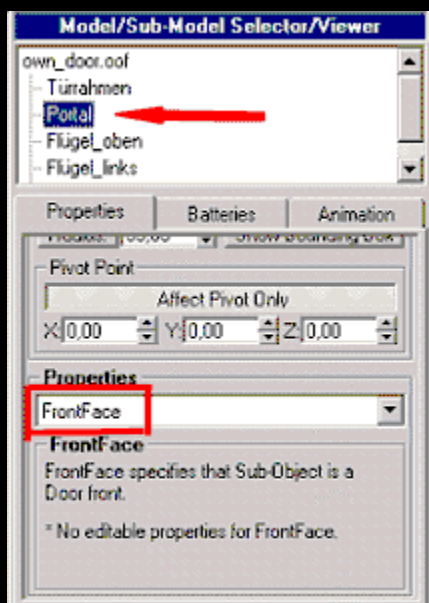 Model/Sub-Model Selector/Viewer
own_door.oof
Türrahmen
Portal
Flügel_oben
Flügel_links
Properties Batteries Animation
Radius: Show Bounding Box
Pivot Point
Affect Pivot Only
X: 0,00 Y: 0,00 Z: 0,00
Properties
FrontFace
FrontFace
FrontFace specifies that Sub-Object is a
Door front.
* No editable properties for FrontFace.